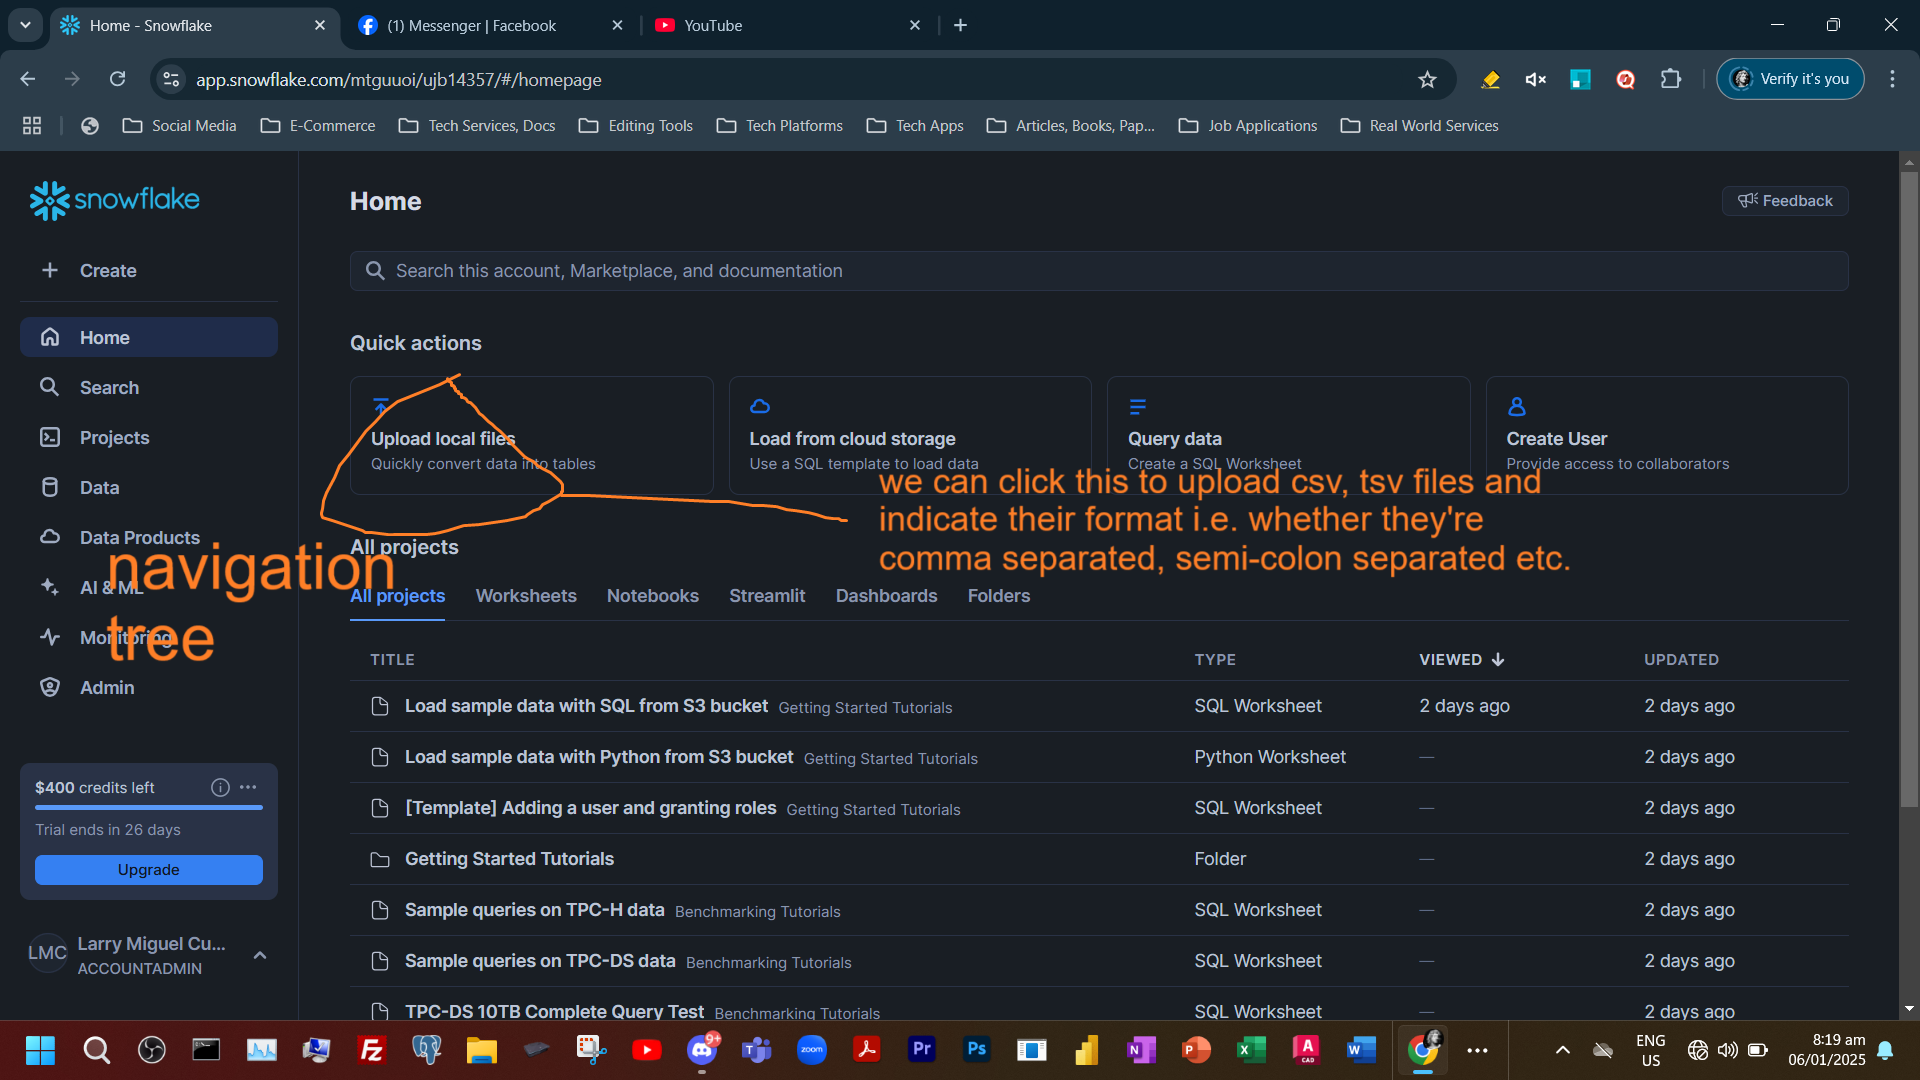 Home - Snowflake
(1) Messenger | Facebook
YouTube
app.snowflake.com/mtguuoi/ujb14357/#/homepage
Verify it's you
Social Media
E-Commerce
Tech Services, Docs
Editing Tools
Tech Platforms
Tech Apps
Articles, Books, Pap...
Job Applications
Real World Services
snowflake
Create
Home
Search
Projects
Data
Data Products
AI & ML
Monitoring
Admin
navigation
tree
$400 credits left
Trial ends in 26 days
Upgrade
LMC
Larry Miguel Cu...
ACCOUNTADMIN
Home
Feedback
Search this account, Marketplace, and documentation
Quick actions
Upload local files
Quickly convert data into tables
Load from cloud storage
Use a SQL template to load data
Query data
Create a SQL Worksheet
Create User
Provide access to collaborators
we can click this to upload csv, tsv files and
indicate their format i.e. whether they're
comma separated, semi-colon separated etc.
All projects
All projects
Worksheets
Notebooks
Streamlit
Dashboards
Folders
TITLE TYPE VIEWED UPDATED
Load sample data with SQL from S3 bucket Getting Started Tutorials SQL Worksheet 2 days ago 2 days ago
Load sample data with Python from S3 bucket Getting Started Tutorials Python Worksheet — 2 days ago
[Template] Adding a user and granting roles Getting Started Tutorials SQL Worksheet — 2 days ago
Getting Started Tutorials Folder — 2 days ago
Sample queries on TPC-H data Benchmarking Tutorials SQL Worksheet — 2 days ago
Sample queries on TPC-DS data Benchmarking Tutorials SQL Worksheet — 2 days ago
TPC-DS 10TB Complete Query Test Benchmarking Tutorials SQL Worksheet — 2 days ago
Fz
9+
zoom
Pr
Ps
N
P
X
A
CAD
W
ENG
US
8:19 am
06/01/2025